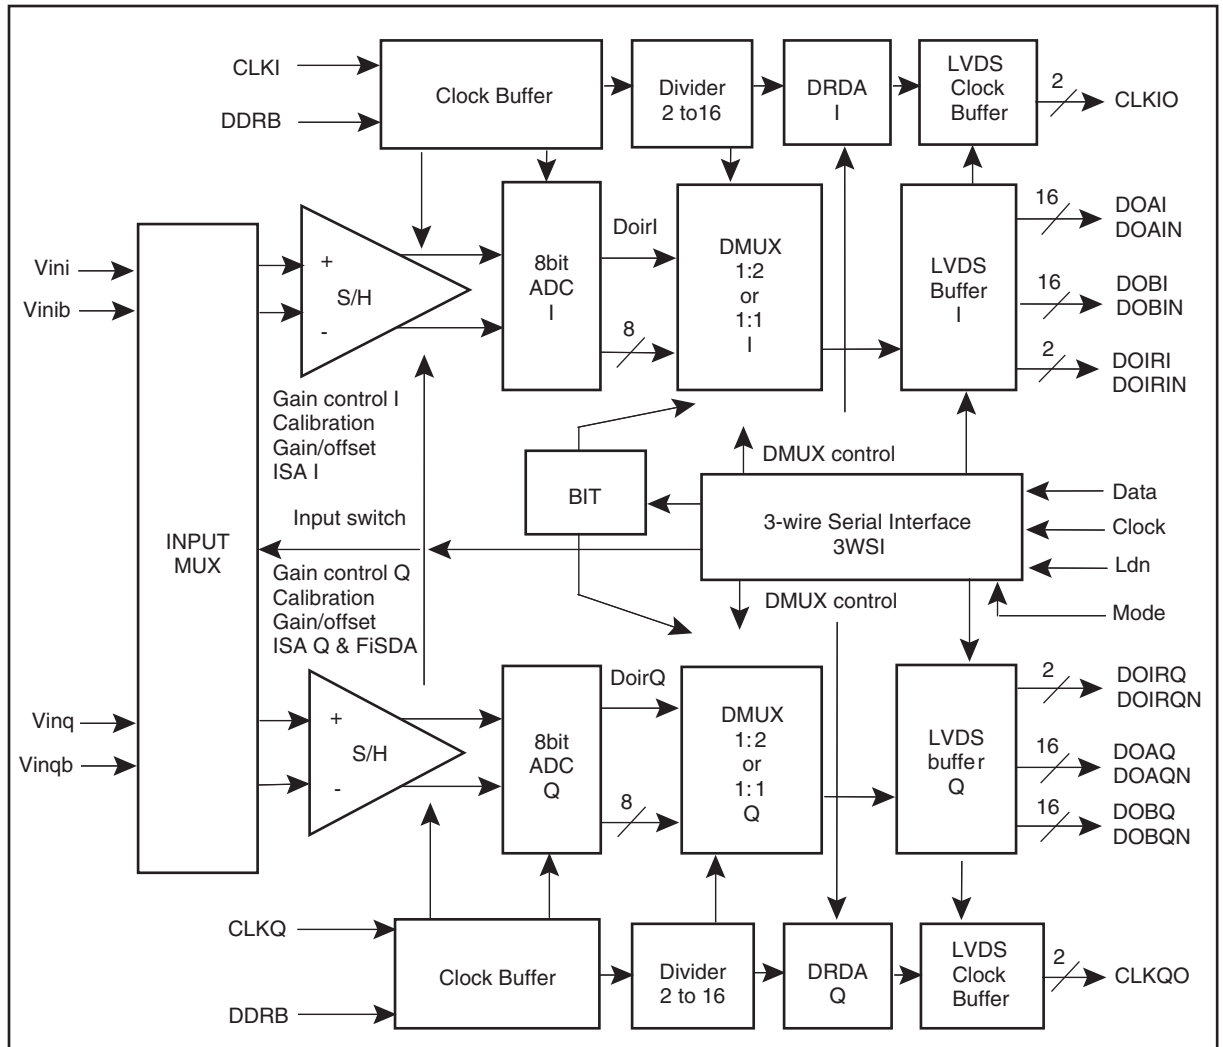 CLKI
DDRB
Clock Buffer
Divider
2 to16
DRDA
I
LVDS
Clock
Buffer
2
CLKIO
Vini
Vinib
INPUT
MUX
+
S/H
-
8bit
ADC
I
DoirI
8
DMUX
1:2
or
1:1
I
LVDS
Buffer
I
16
DOAI
DOAIN
16
DOBI
DOBIN
2
DOIRI
DOIRIN
Gain control I
Calibration
Gain/offset
ISA I
Input switch
Gain control Q
Calibration
Gain/offset
ISA Q & FiSDA
BIT
DMUX control
3-wire Serial Interface
3WSI
DMUX control
Data
Clock
Ldn
Mode
Vinq
Vinqb
+
S/H
-
8bit
ADC
Q
DoirQ
8
DMUX
1:2
or
1:1
Q
LVDS
buffer
Q
2
DOIRQ
DOIRQN
16
DOAQ
DOAQN
16
DOBQ
DOBQN
CLKQ
DDRB
Clock Buffer
Divider
2 to 16
DRDA
Q
LVDS
Clock
Buffer
2
CLKQO